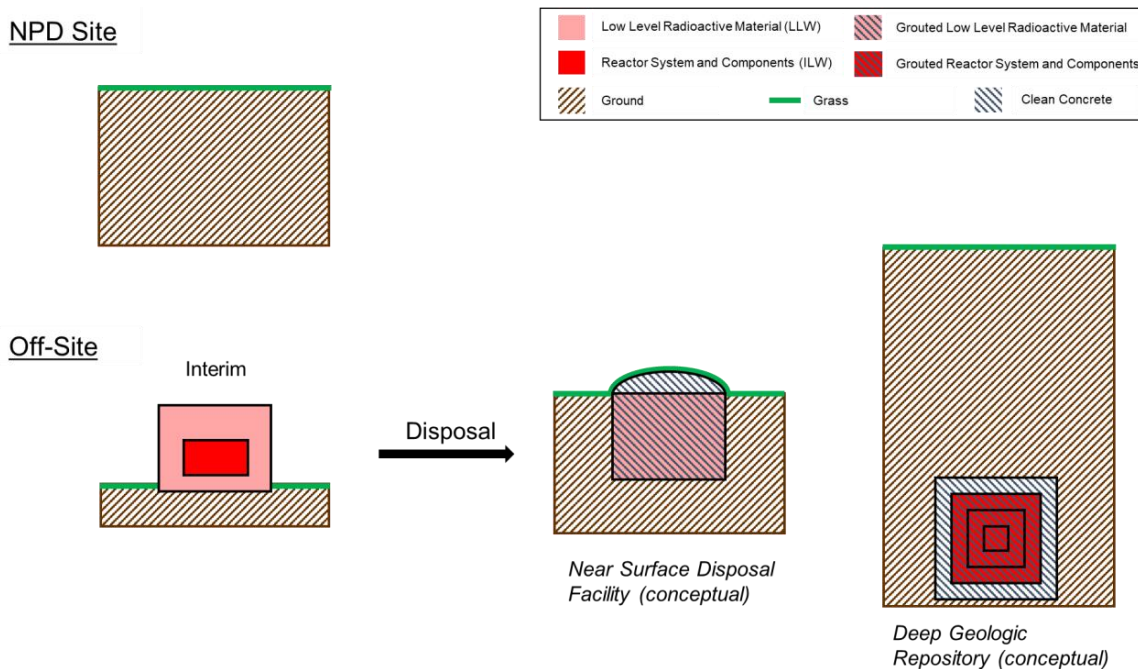 NPD Site
Low Level Radioactive Material (LLW)
Grouted Low Level Radioactive Material
Reactor System and Components (ILW)
Grouted Reactor System and Components
Ground
Grass
Clean Concrete
Off-Site
Interim
Disposal
Near Surface Disposal
Facility (conceptual)
Deep Geologic
Repository (conceptual)